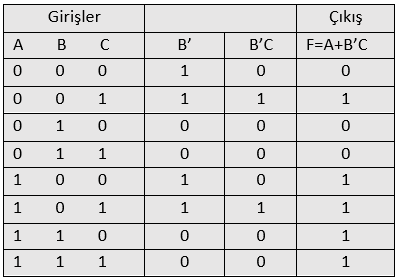 Girişler Çıkış
A B C B’ B’C F=A+B’C
0 0 0 1 0 0
0 0 1 1 1 1
0 1 0 0 0 0
0 1 1 0 0 0
1 0 0 1 0 1
1 0 1 1 1 1
1 1 0 0 0 1
1 1 1 0 0 1